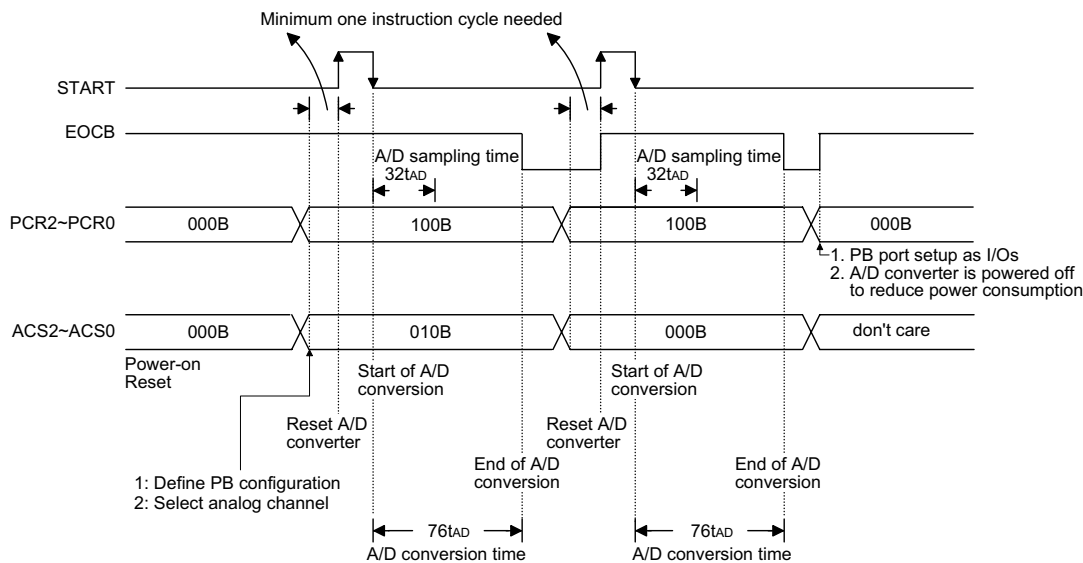 Minimum one instruction cycle needed
START
EOCB
A/D sampling time
32tAD
A/D sampling time
32tAD
PCR2~PCR0
000B
100B
100B
000B
1. PB port setup as I/Os
2. A/D converter is powered off
to reduce power consumption
ACS2~ACS0
000B
010B
000B
don't care
Power-on
Reset
Start of A/D
conversion
Start of A/D
conversion
Reset A/D
converter
Reset A/D
converter
End of A/D
conversion
End of A/D
conversion
1: Define PB configuration
2: Select analog channel
76tAD
A/D conversion time
76tAD
A/D conversion time